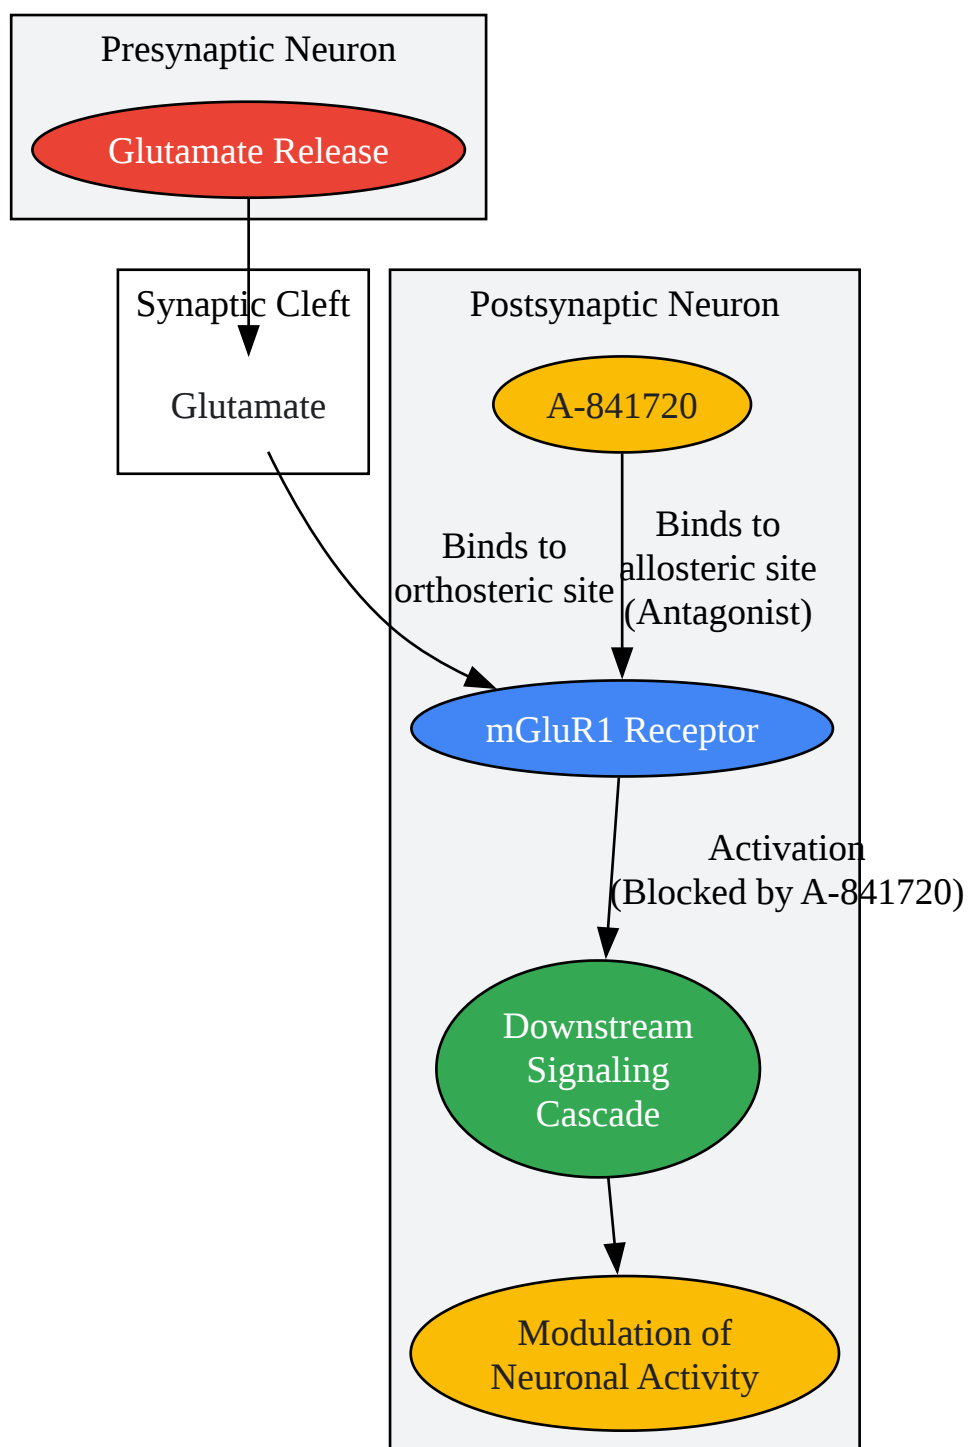 Presynaptic Neuron
Glutamate Release
Synaptic Cleft
Glutamate
Postsynaptic Neuron
A-841720
Binds to
orthosteric site
Binds to
allosteric site
(Antagonist)
mGluR1 Receptor
Activation
(Blocked by A-841720)
Downstream
Signaling
Cascade
Modulation of
Neuronal Activity